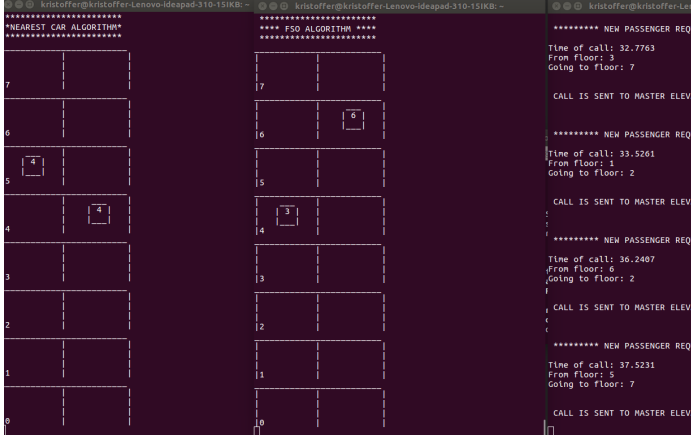 kristoffer@kristoffer-Lenovo-ideapad-310-15IKB: ~
***********************
*NEAREST CAR ALGORITHM*
***********************
7
6
4
5
4
4
3
2
1
0
kristoffer@kristoffer-Lenovo-ideapad-310-15IKB: ~
***********************
**** FSO ALGORITHM ****
***********************
7
6
6
5
3
4
3
2
1
0
kristoffer@kristoffer-Len
********* NEW PASSENGER REQ
Time of call: 32.7763
From floor: 3
Going to floor: 7
CALL IS SENT TO MASTER ELEV
********* NEW PASSENGER REQ
Time of call: 33.5261
From floor: 1
Going to floor: 2
CALL IS SENT TO MASTER ELEV
********* NEW PASSENGER REQ
Time of call: 36.2407
From floor: 6
Going to floor: 2
CALL IS SENT TO MASTER ELEV
********* NEW PASSENGER REQ
Time of call: 37.5231
From floor: 5
Going to floor: 7
CALL IS SENT TO MASTER ELEV